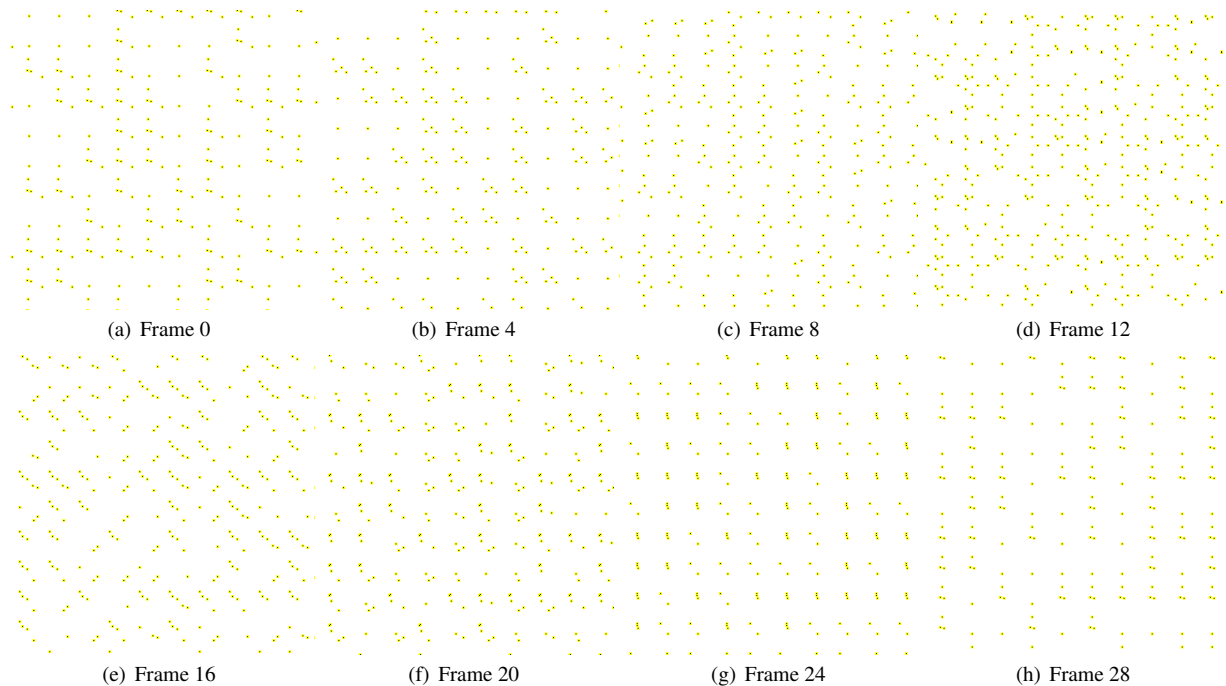 (a) Frame 0
(b) Frame 4
(c) Frame 8
(d) Frame 12
(e) Frame 16
(f) Frame 20
(g) Frame 24
(h) Frame 28